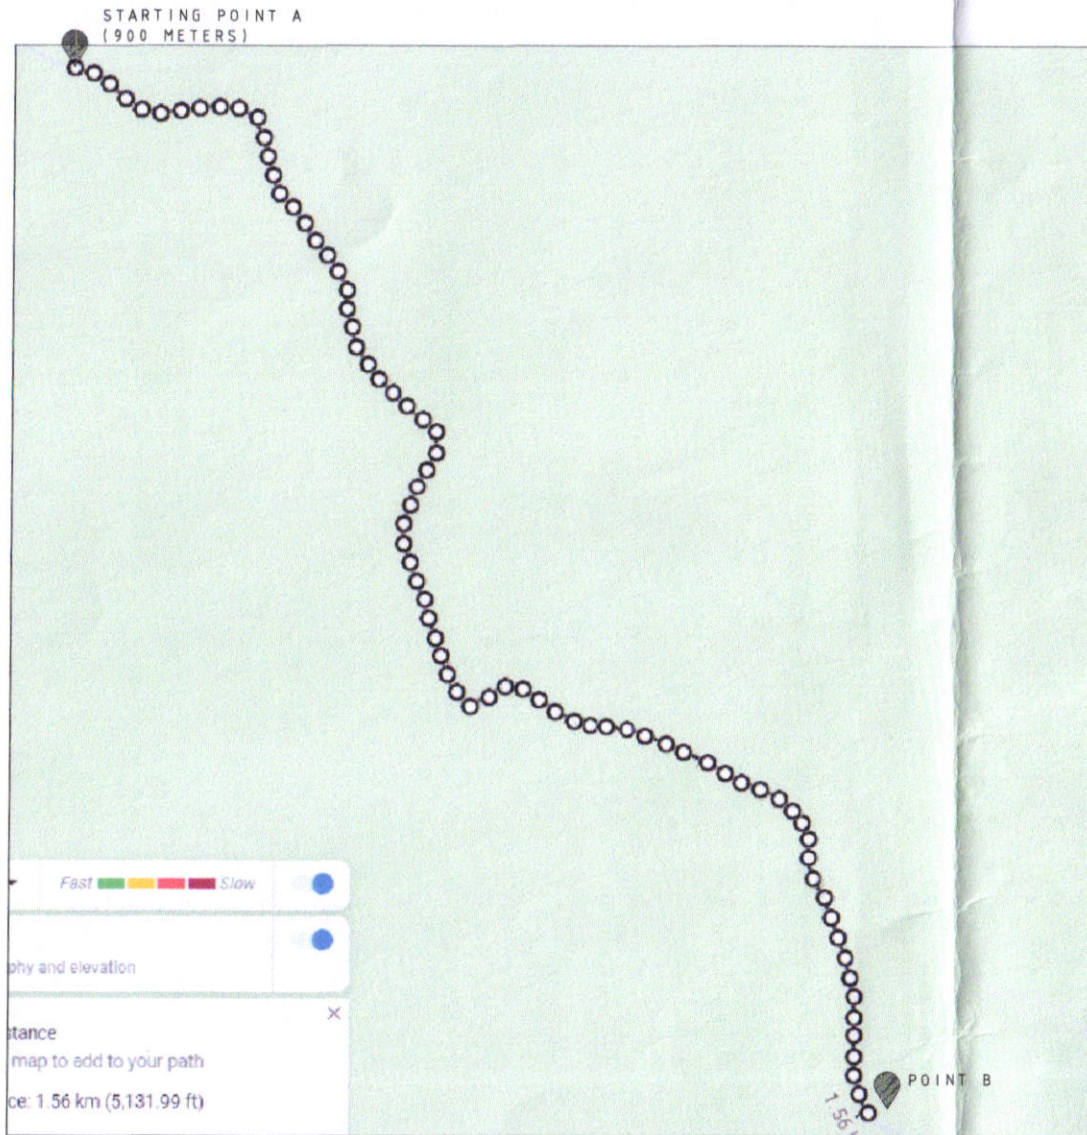 STARTING POINT A
(900 METERS)
Fast Slow
phy and elevation
stance
map to add to your path
ce: 1.56 km (5,131.99 ft)
POINT B
1.56